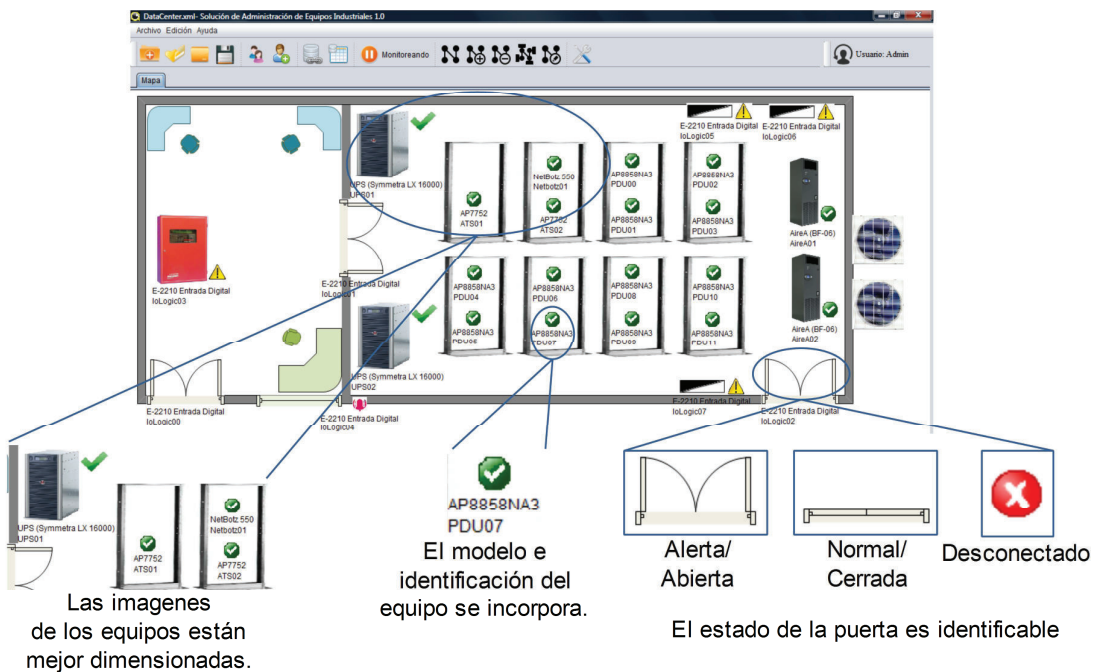 DataCenter.xml- Solución de Administración de Equipos Industriales 1.0
Archivo Edición Ayuda
Monitoreando
Usuario: Admin
Mapa
E-2210 Entrada Digital
IoLogic05
E-2210 Entrada Digital
IoLogic06
UPS (Symmetra LX 16000)
UPS01
NetBotz 550
Netbotz01
AP7752
ATS01
AP7752
ATS02
AP8858NA3
PDU00
AP8858NA3
PDU01
AP8868NA3
PDU02
AP8858NA3
PDU03
AireA (BF-06)
AireA01
E-2210 Entrada Digital
IoLogic03
E-2210 Entrada Digital
IoLogic01
AP8858NA3
PDU04
AP8858NA3
PDU05
AP8858NA3
PDU06
AP8858NA3
PDU07
AP8858NA3
PDU08
AP8858NA3
PDU09
AP8858NA3
PDU10
AP8858NA3
PDU11
AireA (BF-06)
AireA02
UPS (Symmetra LX 16000)
UPS02
E-2210 Entrada Digital
IoLogic00
E-2210 Entrada Digital
IoLogic04
IoLogic07
E-2210 Entrada Digital
IoLogic02
UPS (Symmetra LX 16000)
UPS01
AP7752
ATS01
NetBotz 550
Netbotz01
AP7752
ATS02
Las imagenes
de los equipos están
mejor dimensionadas.
AP8858NA3
PDU07
El modelo e
identificación del
equipo se incorpora.
Alerta/
Abierta
Normal/
Cerrada
Desconectado
El estado de la puerta es identificable